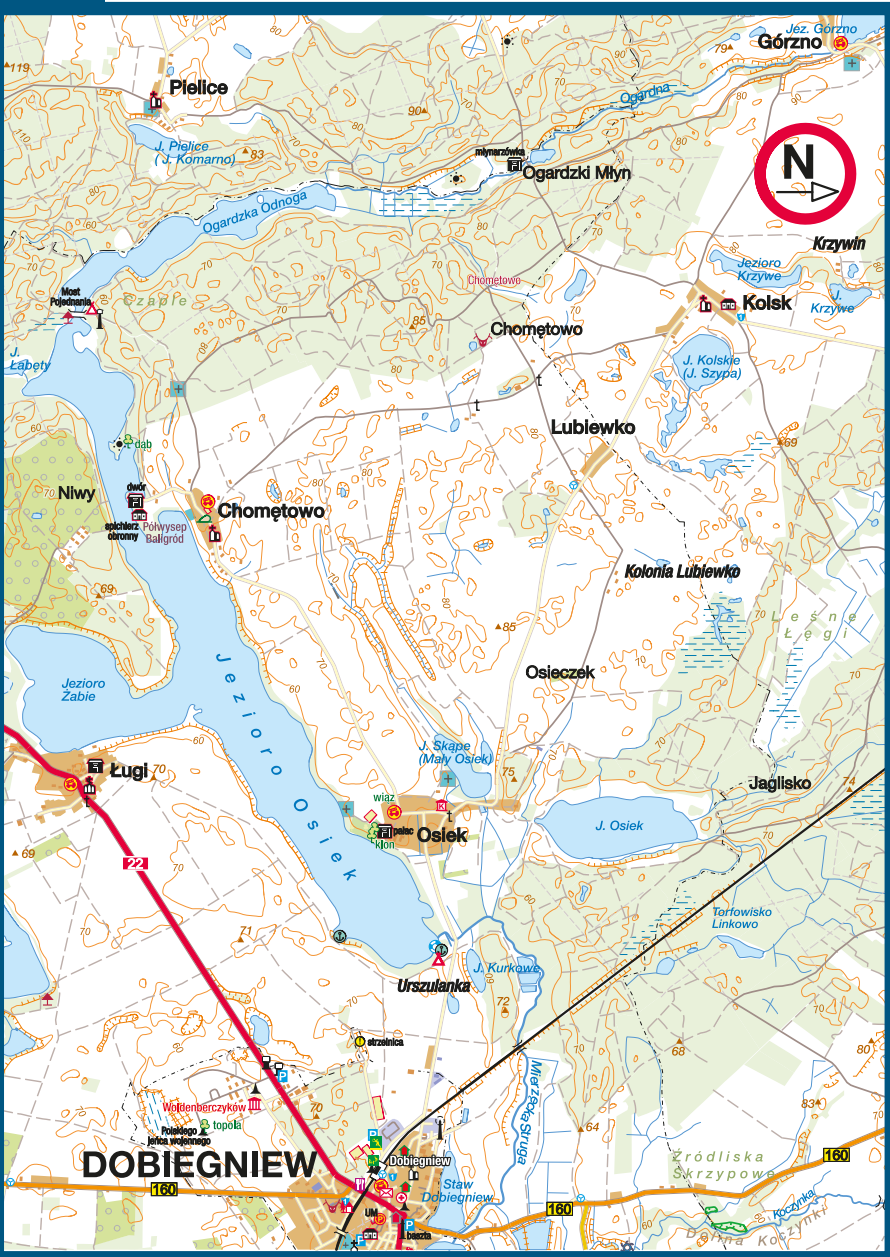 Jez. Górzno
Górzno
119
79
90
80
Pielice
Ogardna
90
80
J. Pielice
( J. Komarno)
83
młynarzówka
Ogardzki Młyn
N
Ogardzka Odnoga
Krzywin
Jezioro
Krzywe
Chomętowo
Most
Pojednania
Czaple
Kolsk
J.
Krzywe
J.
Łabęty
85
Chomętowo
J. Kolskie
(J. Szypa)
t
t
Lubiewko
69
dąb
Niwy
dwór
Chomętowo
spichlerz
obronny
Półwysep
Baligród
Kolonia Lubiewko
69
85
Leśne
Łęgi
Osieczek
Jezioro
Żabie
Jezioro Osiek
J. Skąpe
(Mały Osiek)
75
Ługi
Jaglisko
74
wiąz
pałac
klon
Osiek
t
J. Osiek
69
22
71
Torfowisko
Linkowo
J. Kurkowe
Urszulanka
72
strzelnica
68
80
P
Mierzęcka Struga
Woldenberczyków
topola
Polskiego
jeńca wojennego
64
83
P
Źródliska
Skrzypowe
160
DOBIEGNIEW
Dobiegniew
160
Staw
Dobiegniew
160
Koczynka
UM
P
baszta
Dolina Koczynki